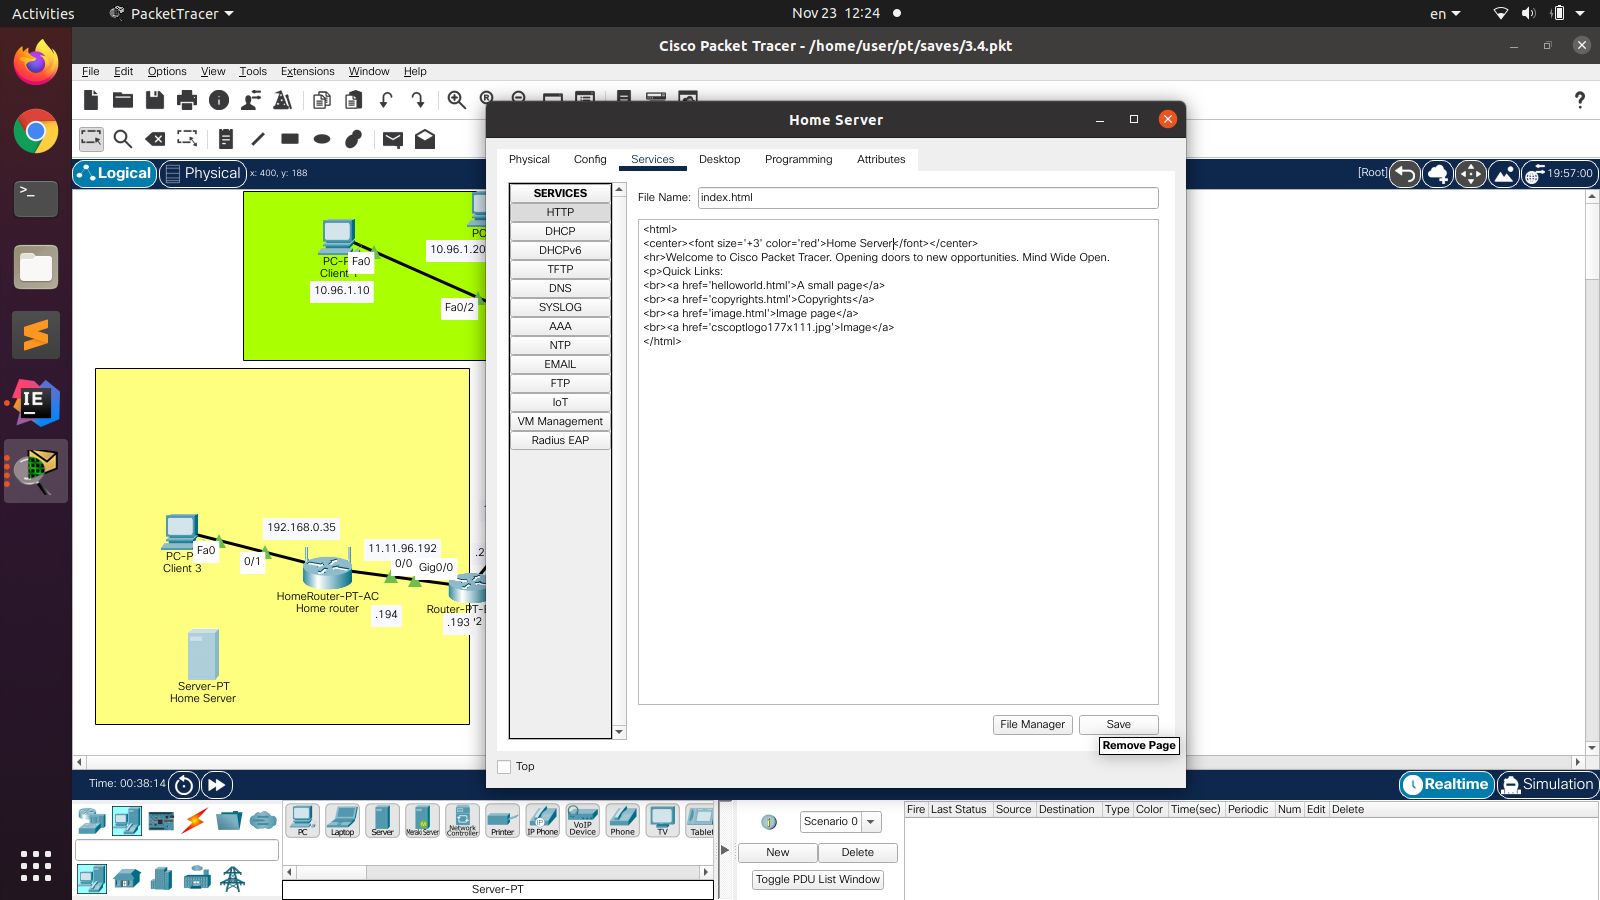 Activities
PacketTracer
Nov 23 12:24
en
Cisco Packet Tracer - /home/user/pt/saves/3.4.pkt
File Edit Options View Tools Extensions Window Help
Logical
Physical
x: 400, y: 188
[Root]
19:57:00
PC-P
Client 1
Fa0
10.96.1.10
PC
10.96.1.20
Fa0/2
PC-P
Fa0
Client 3
192.168.0.35
0/1
11.11.96.192
0/0
Gig0/0
HomeRouter-PT-AC
Home router
.194
Router-PT-E
.193
Server-PT
Home Server
Home Server
Physical Config Services Desktop Programming Attributes
SERVICES
HTTP
DHCP
DHCPv6
TFTP
DNS
SYSLOG
AAA
NTP
EMAIL
FTP
IoT
VM Management
Radius EAP
File Name: index.html
<html>
<center><font size='+3' color='red'>Home Server</font></center>
<hr>Welcome to Cisco Packet Tracer. Opening doors to new opportunities. Mind Wide Open.
<p>Quick Links:
<br><a href='helloworld.html'>A small page</a>
<br><a href='copyrights.html'>Copyrights</a>
<br><a href='image.html'>Image page</a>
<br><a href='cscoptlogo177x111.jpg'>Image</a>
</html>
File Manager Save
Remove Page
Top
Time: 00:38:14
Realtime
Simulation
PC Laptop Server Meraki Server Network Controller Printer IP Phone VoIP Device Phone TV Tablet
Server-PT
Scenario 0
New Delete
Toggle PDU List Window
Fire Last Status Source Destination Type Color Time(sec) Periodic Num Edit Delete